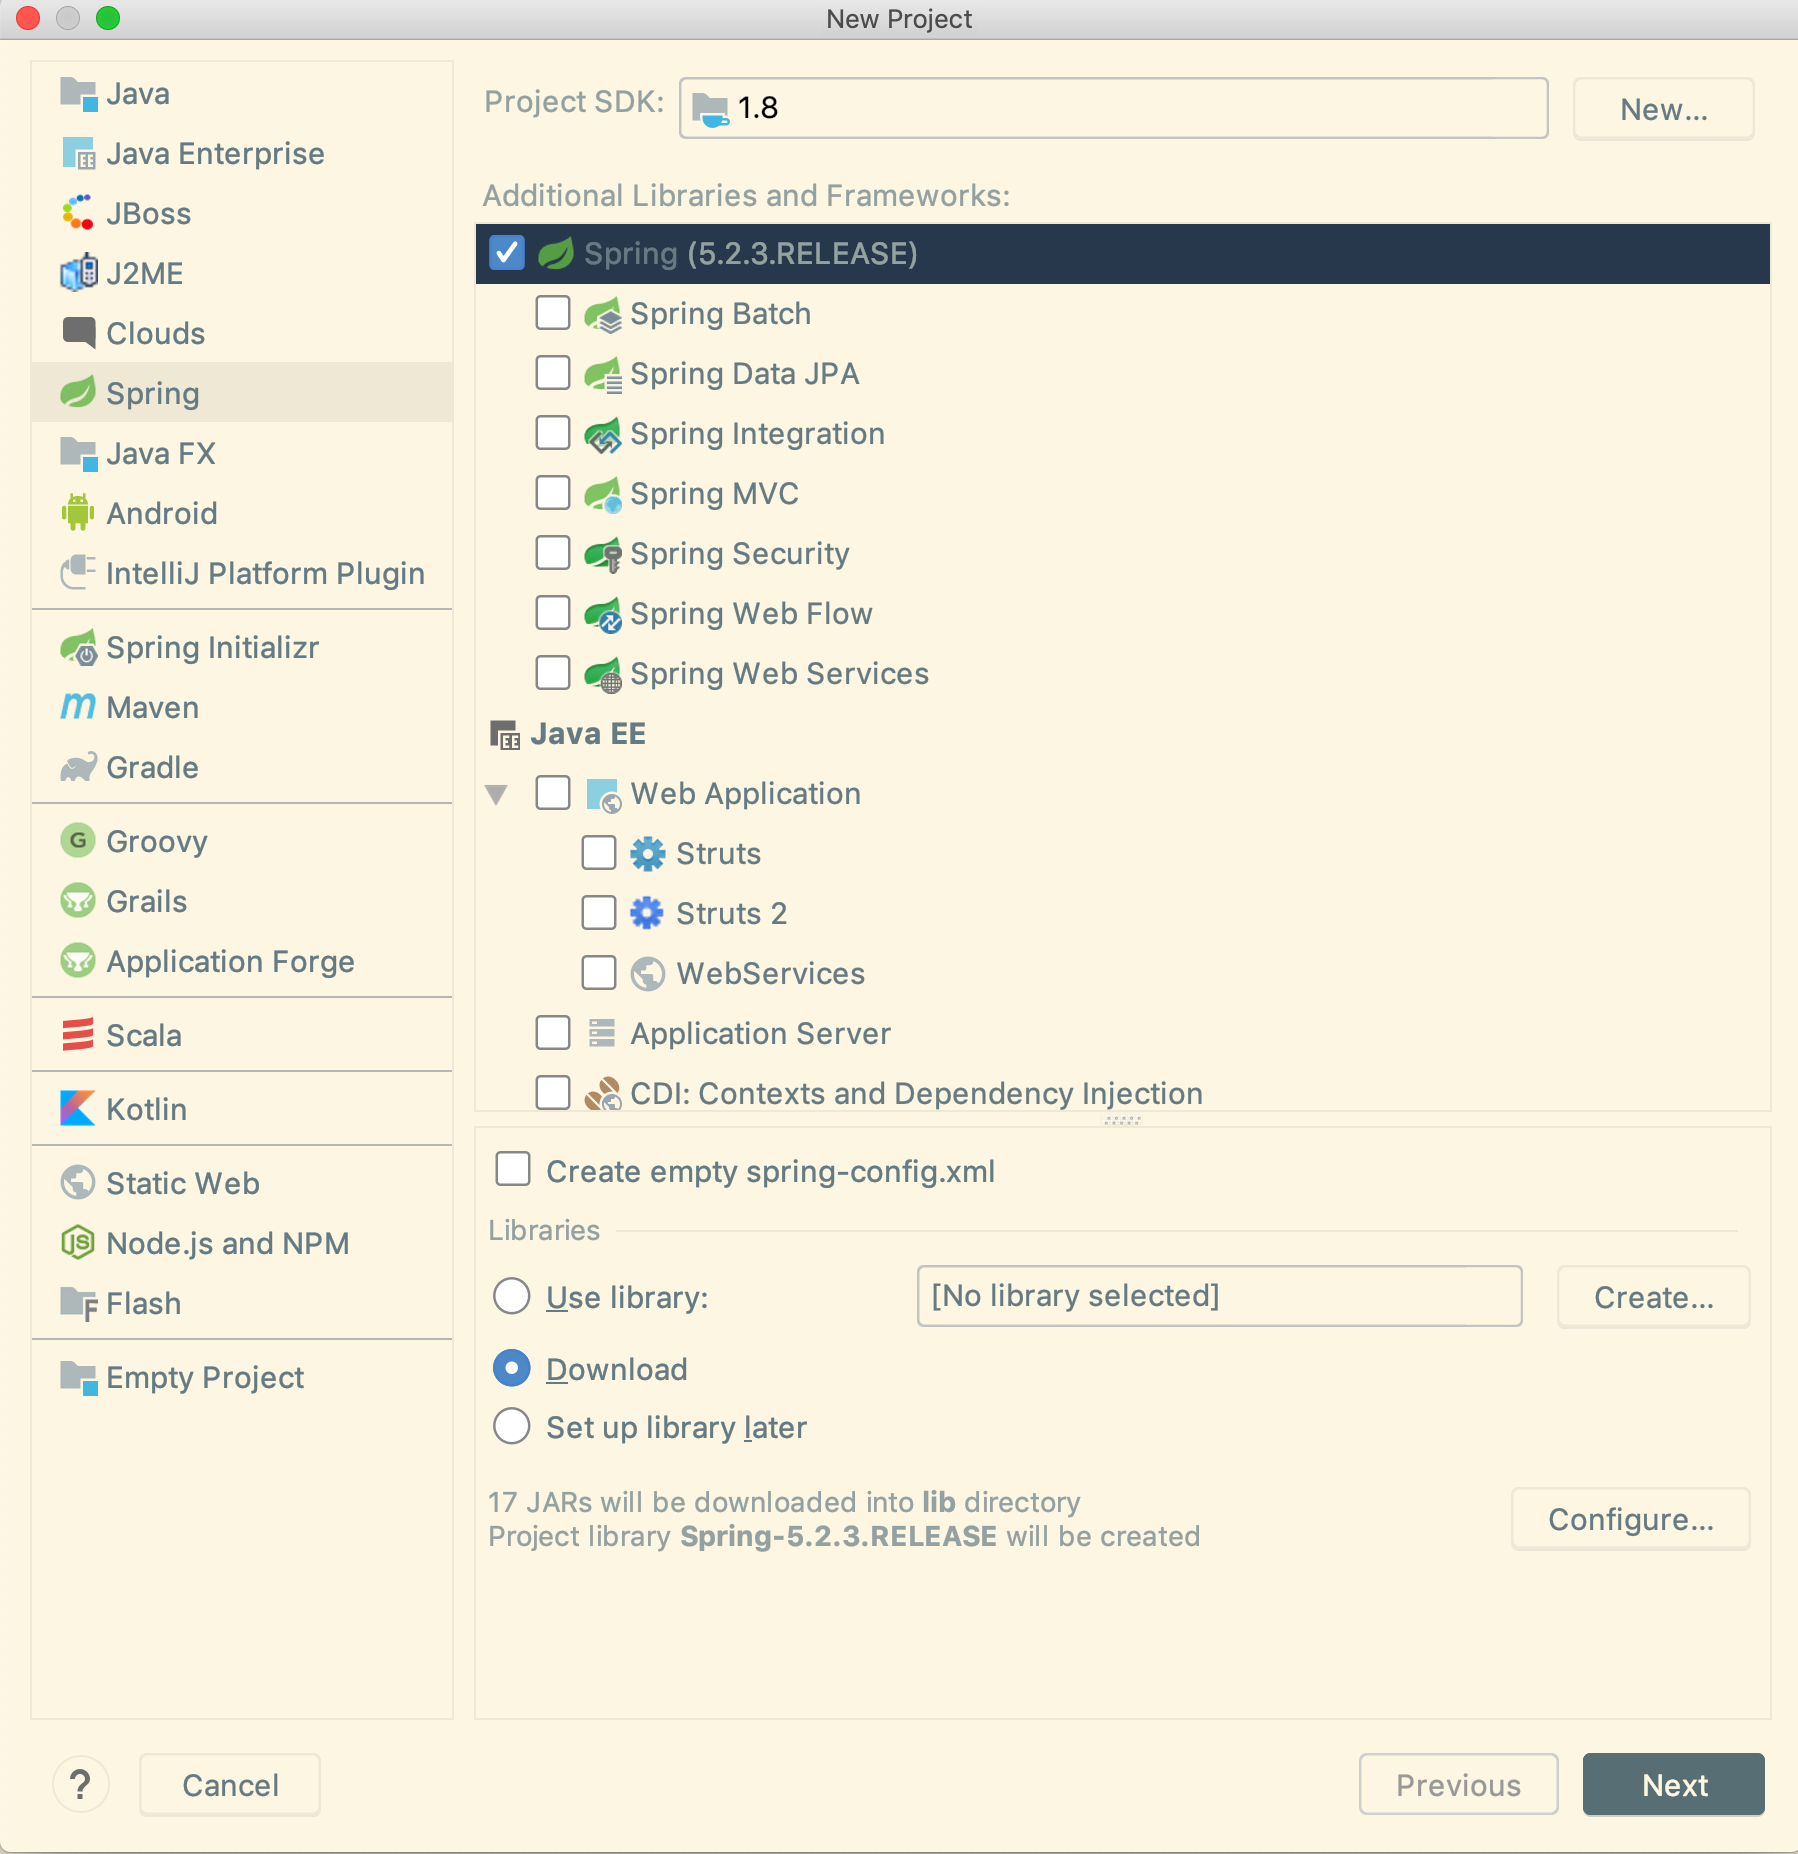 New Project
Java
Java Enterprise
JBoss
J2ME
Clouds
Spring
Java FX
Android
IntelliJ Platform Plugin
Spring Initializr
Maven
Gradle
G Groovy
Grails
Application Forge
Scala
Kotlin
Static Web
JS Node.js and NPM
F Flash
Empty Project
Project SDK: 1.8 New...
Additional Libraries and Frameworks:
Spring (5.2.3.RELEASE)
Spring Batch
Spring Data JPA
Spring Integration
Spring MVC
Spring Security
Spring Web Flow
Spring Web Services
EE Java EE
Web Application
Struts
Struts 2
WebServices
Application Server
CDI: Contexts and Dependency Injection
Create empty spring-config.xml
Libraries
Use library: [No library selected] Create...
Download
Set up library later
17 JARs will be downloaded into lib directory
Project library Spring-5.2.3.RELEASE will be created
Configure...
? Cancel Previous Next